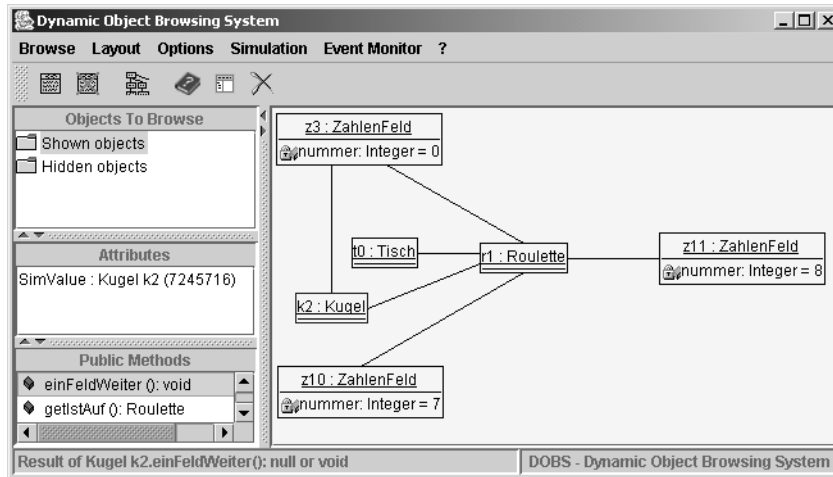 Dynamic Object Browsing System
Browse Layout Options Simulation Event Monitor ?
Objects To Browse
Shown objects
Hidden objects
Attributes
SimValue : Kugel k2 (7245716)
Public Methods
einFeldWeiter (): void
getIstAuf (): Roulette
z3 : ZahlenFeld
nummer: Integer = 0
t0 : Tisch
r1 : Roulette
z11 : ZahlenFeld
nummer: Integer = 8
k2 : Kugel
z10 : ZahlenFeld
nummer: Integer = 7
Result of Kugel k2.einFeldWeiter(): null or void
DOBS - Dynamic Object Browsing System